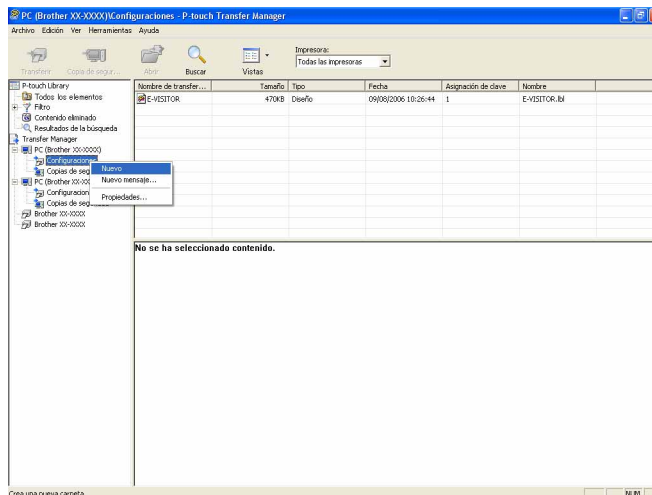 PC (Brother XX-XXXX)\Configuraciones - P-touch Transfer Manager
Archivo Edición Ver Herramientas Ayuda
Transferir Copia de segur... Abrir Buscar Vistas
Impresora:
Todas las impresoras
P-touch Library
Todos los elementos
Filtro
Contenido eliminado
Resultados de la búsqueda
Transfer Manager
PC (Brother XX-XXXX)
Configuraciones
Copias de seg
PC (Brother XX-XX
Configuracion
Copias de seguridad
Brother XX-XXXX
Brother XX-XXXX
Nuevo
Nuevo mensaje...
Propiedades...
Nombre de transfer... Tamaño Tipo Fecha Asignación de clave Nombre
E-VISITOR 470KB Diseño 09/08/2006 10:26:44 1 E-VISITOR.lbl
No se ha seleccionado contenido.
Crea una nueva carpeta. NUM